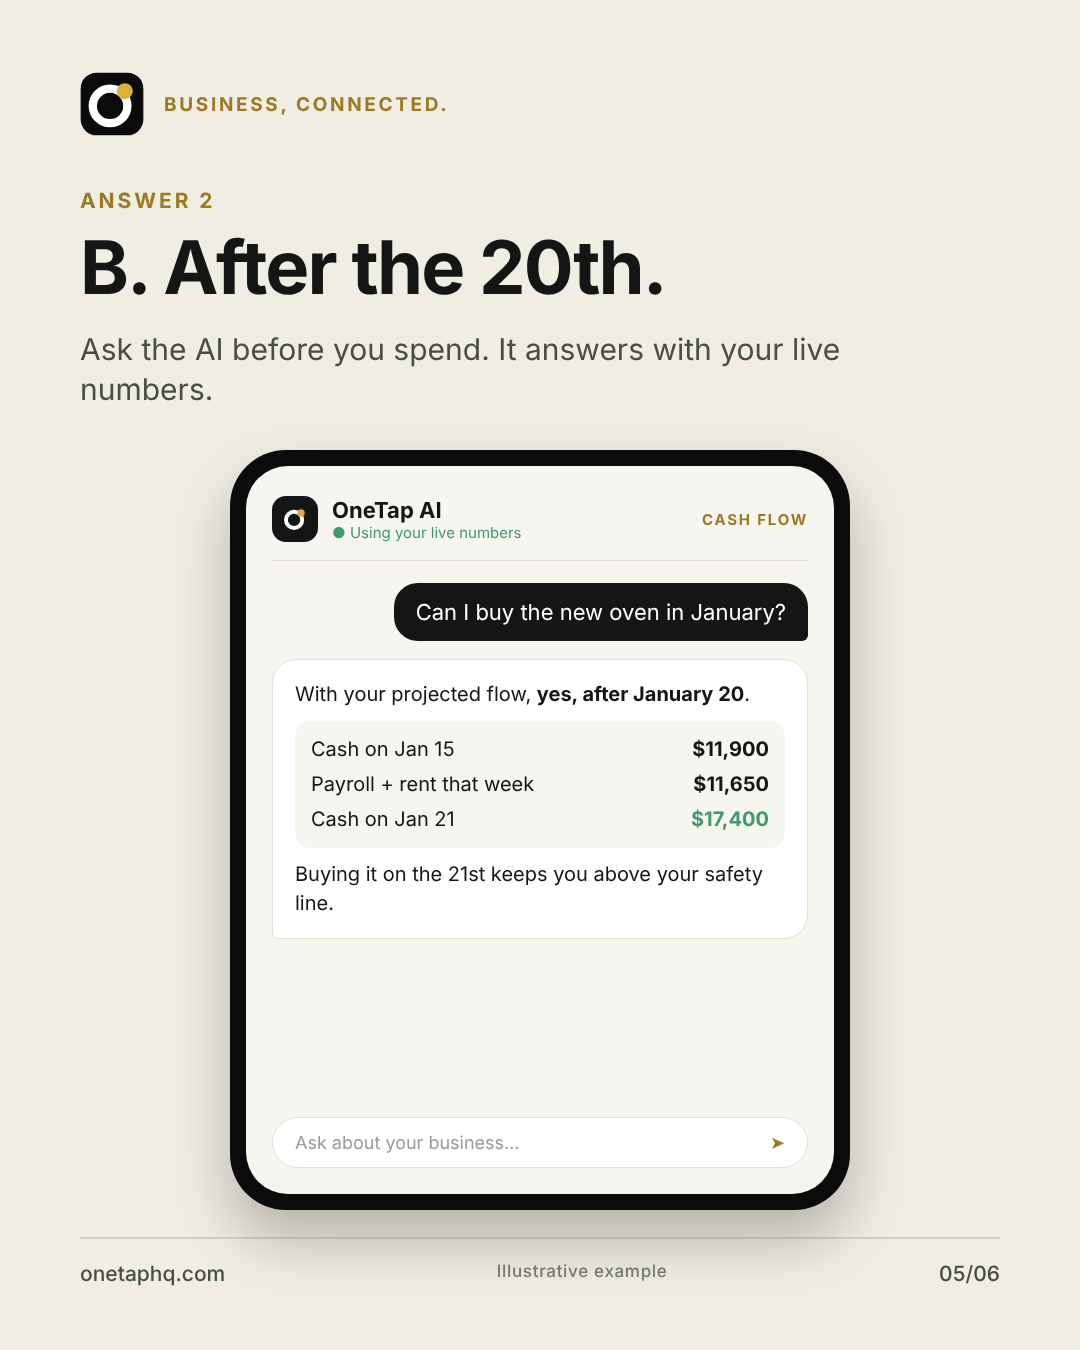 BUSINESS, CONNECTED.
ANSWER 2
B. After the 20th.
Ask the AI before you spend. It answers with your live
numbers.
OneTap AI
Using your live numbers
CASH FLOW
Can I buy the new oven in January?
With your projected flow, yes, after January 20.
Cash on Jan 15 $11,900
Payroll + rent that week $11,650
Cash on Jan 21 $17,400
Buying it on the 21st keeps you above your safety
line.
Ask about your business...
onetaphq.com
Illustrative example
05/06